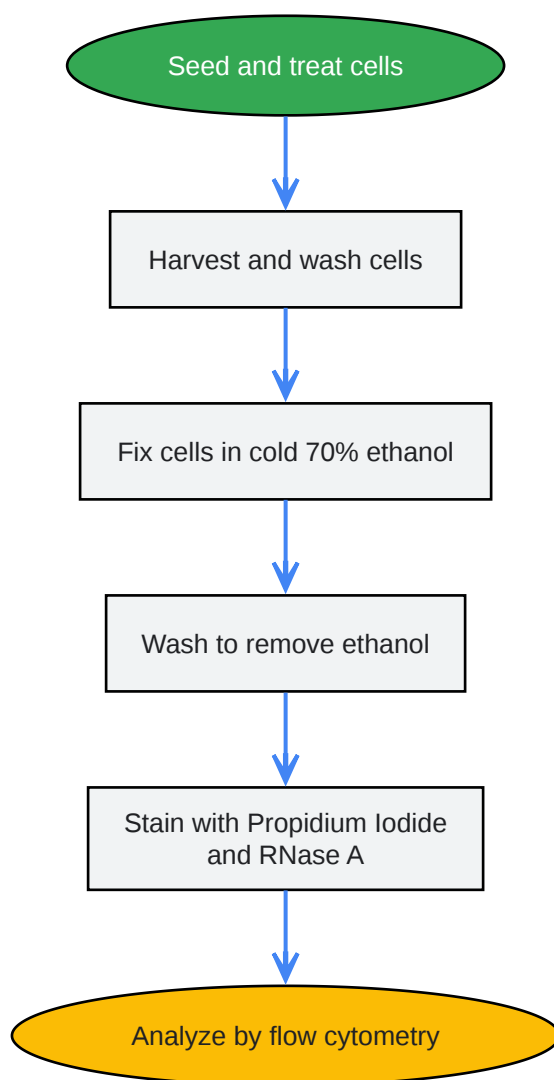 Seed and treat cells
Harvest and wash cells
Fix cells in cold 70% ethanol
Wash to remove ethanol
Stain with Propidium Iodide
and RNase A
Analyze by flow cytometry